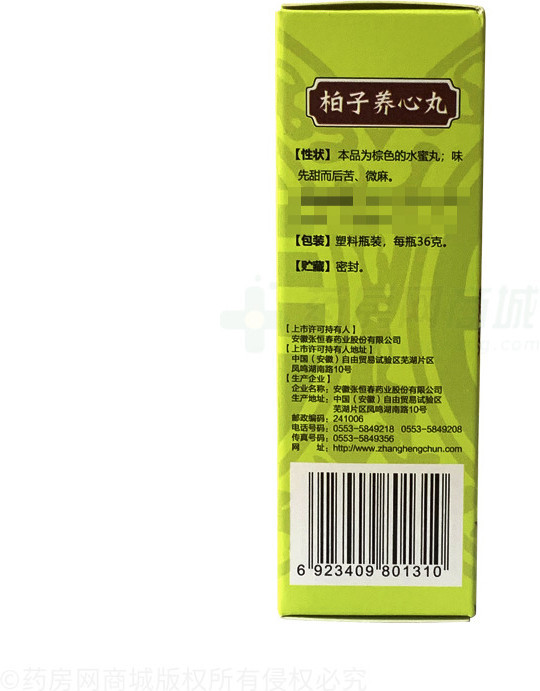 柏子养心丸
【性状】本品为棕色的水蜜丸；味
先甜而后苦、微麻。
【包装】塑料瓶装，每瓶36克。
【贮藏】密封。
【上市许可持有人】
安徽张恒春药业股份有限公司
【上市许可持有人地址】
中国（安徽）自由贸易试验区芜湖片区
凤鸣湖南路10号
【生产企业】
企业名称：安徽张恒春药业股份有限公司
生产地址：中国（安徽）自由贸易试验区
芜湖片区凤鸣湖南路10号
邮政编码：241006
电话号码：0553-5849218 0553-5849208
传真号码：0553-5849356
网 址：http://www.zhanghengchun.com
6 923409 801310
©药房网商城版权所有侵权必究